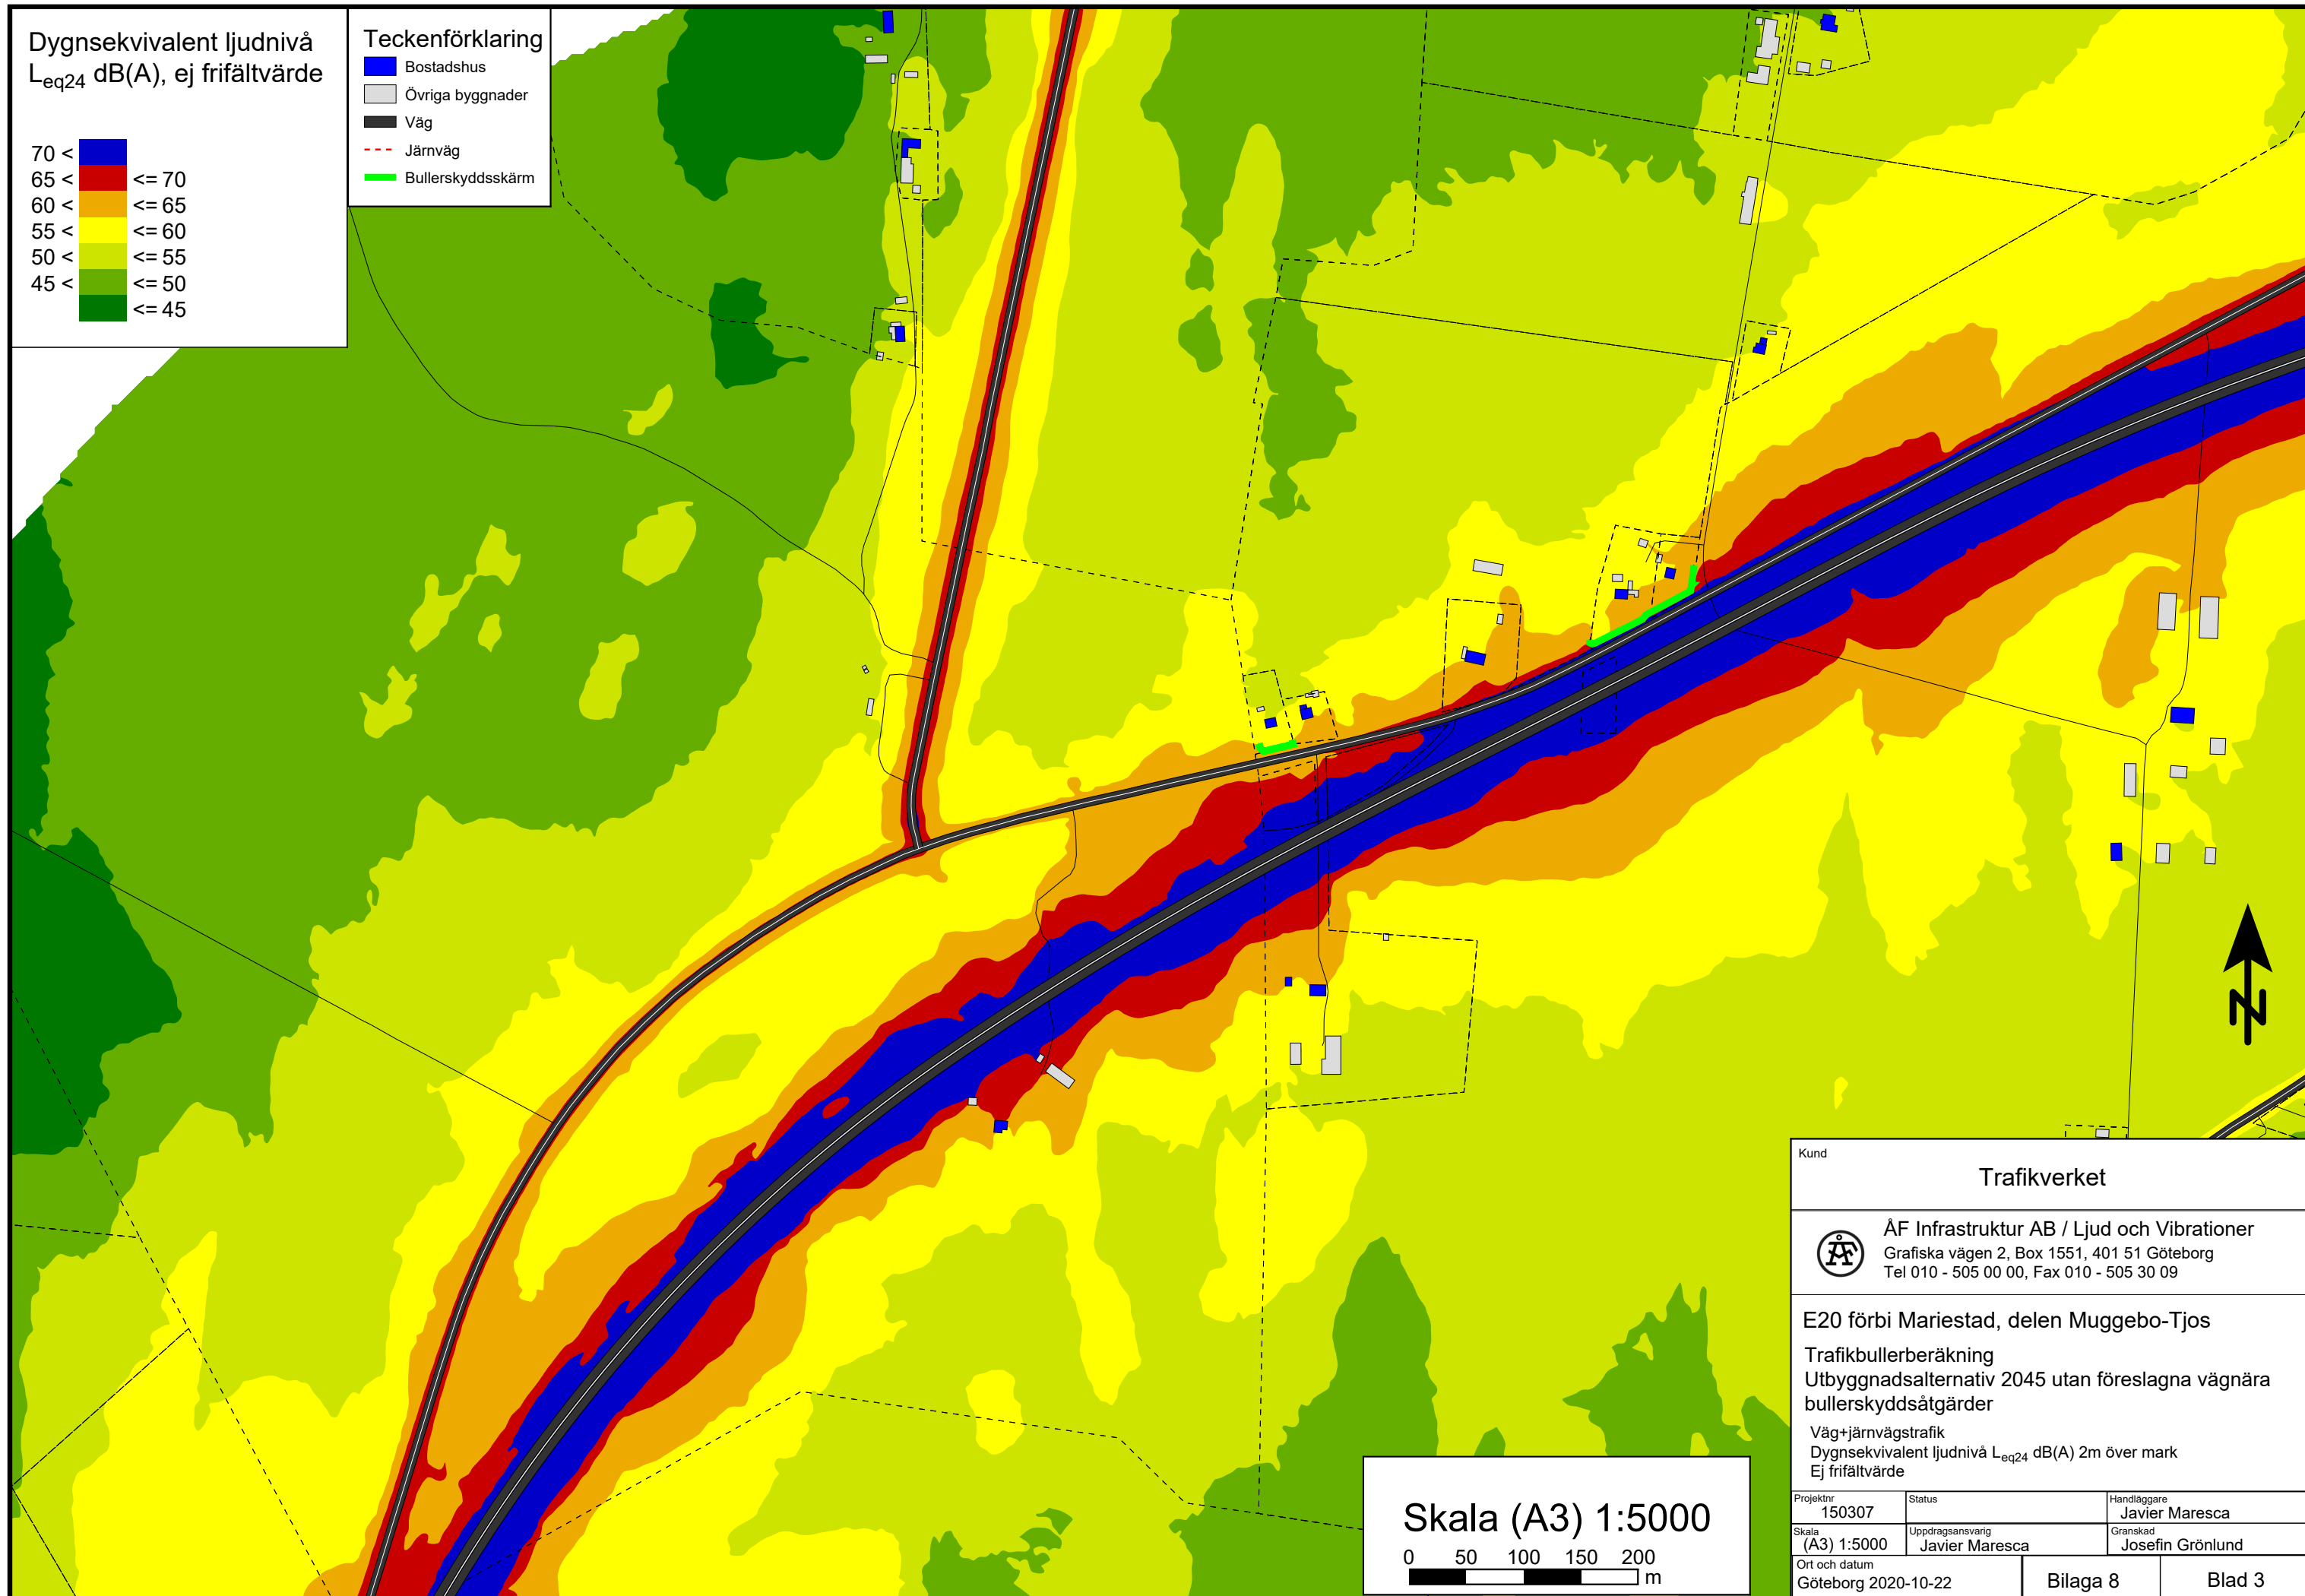 Dygnsekvivalent ljudnivå
Leq24 dB(A), ej frifältvärde
70 <
65 < <= 70
60 < <= 65
55 < <= 60
50 < <= 55
45 < <= 50
<= 45
Teckenförklaring
Bostadshus
Övriga byggnader
Väg
Järnväg
Bullerskyddsskärm
N
Skala (A3) 1:5000
0 50 100 150 200
m
Kund
Trafikverket
ÅF
ÅF Infrastruktur AB / Ljud och Vibrationer
Grafiska vägen 2, Box 1551, 401 51 Göteborg
Tel 010 - 505 00 00, Fax 010 - 505 30 09
E20 förbi Mariestad, delen Muggebo-Tjos
Trafikbullerberäkning
Utbyggnadsalternativ 2045 utan föreslagna vägnära
bullerskyddsåtgärder
Väg+järnvägstrafik
Dygnsekvivalent ljudnivå Leq24 dB(A) 2m över mark
Ej frifältvärde
Projektnr
150307
Status
Handläggare
Javier Maresca
Skala
(A3) 1:5000
Uppdragsansvarig
Javier Maresca
Granskad
Josefin Grönlund
Ort och datum
Göteborg 2020-10-22
Bilaga 8
Blad 3